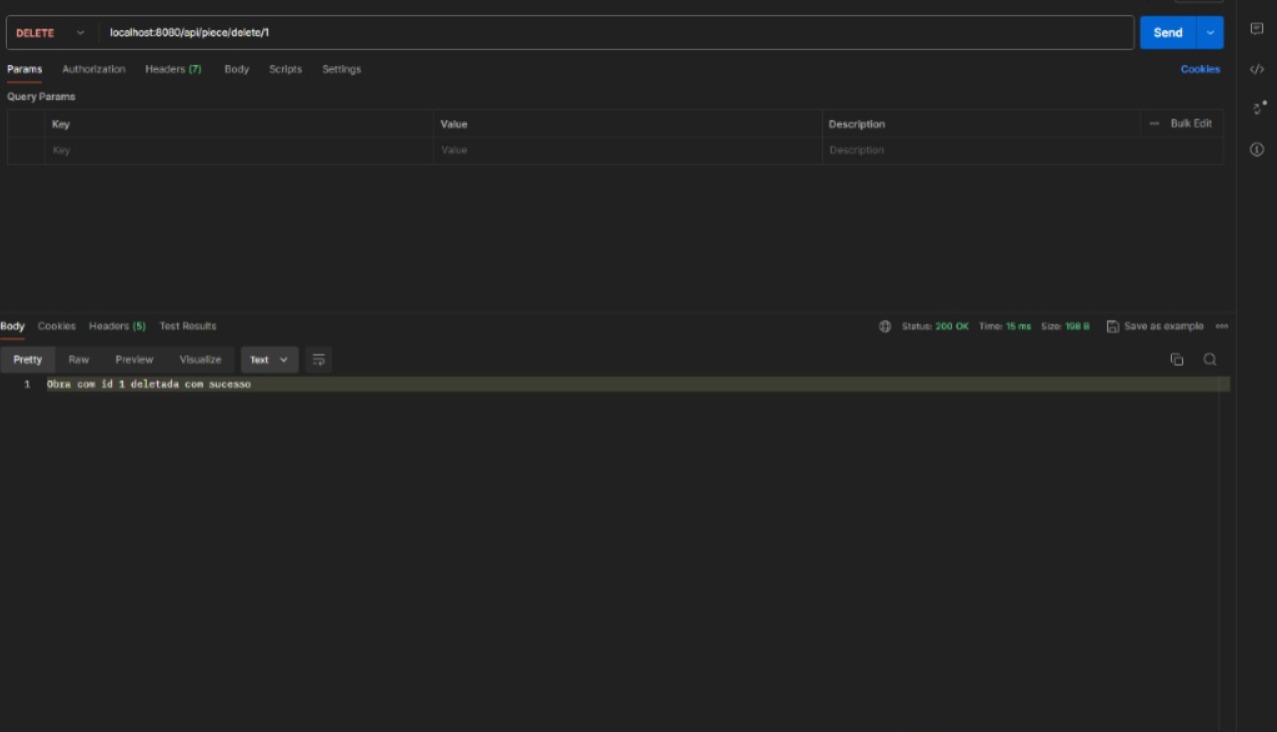 DELETE localhost:8080/api/piece/delete/1 Send
Params Authorization Headers (7) Body Scripts Settings Cookies
Query Params
Key Value Description Bulk Edit
Key Value Description
Body Cookies Headers (5) Test Results Status: 200 OK Time: 15 ms Size: 198 B Save as example
Pretty Raw Preview Visualize Text
1 Obra com id 1 deletada com sucesso